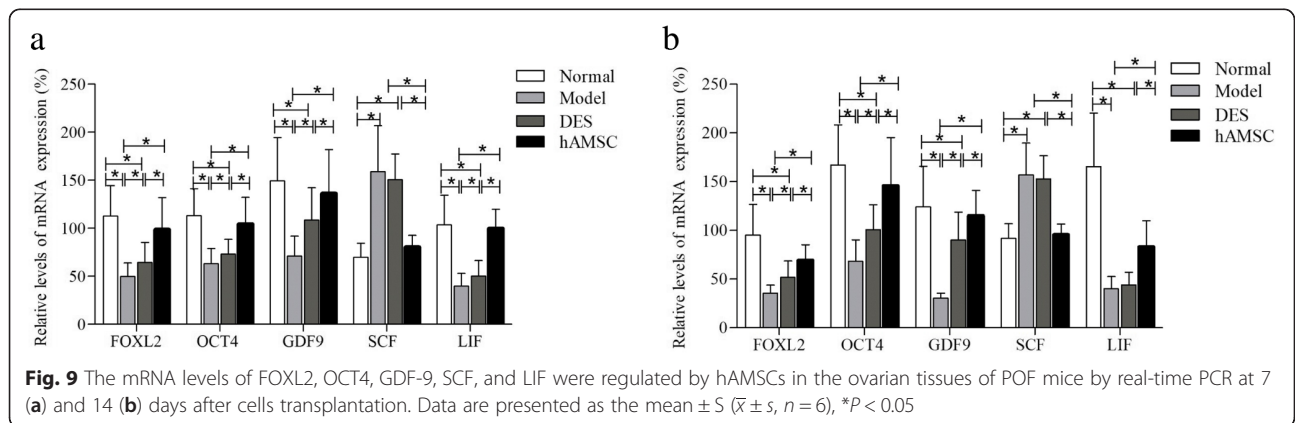 a
Relative levels of mRNA expression (%)
250
200
150
100
50
0
* * * * * * * * * * * * * * * * * * * * * * * *
FOXL2 OCT4 GDF9 SCF LIF
Normal
Model
DES
hAMSC
b
Relative levels of mRNA expression (%)
250
200
150
100
50
0
* * * * * * * * * * * * * * * * * * * * * * *
FOXL2 OCT4 GDF9 SCF LIF
Normal
Model
DES
hAMSC
Fig. 9 The mRNA levels of FOXL2, OCT4, GDF-9, SCF, and LIF were regulated by hAMSCs in the ovarian tissues of POF mice by real-time PCR at 7
(a) and 14 (b) days after cells transplantation. Data are presented as the mean ± S (x̅ ± s, n = 6), *P < 0.05